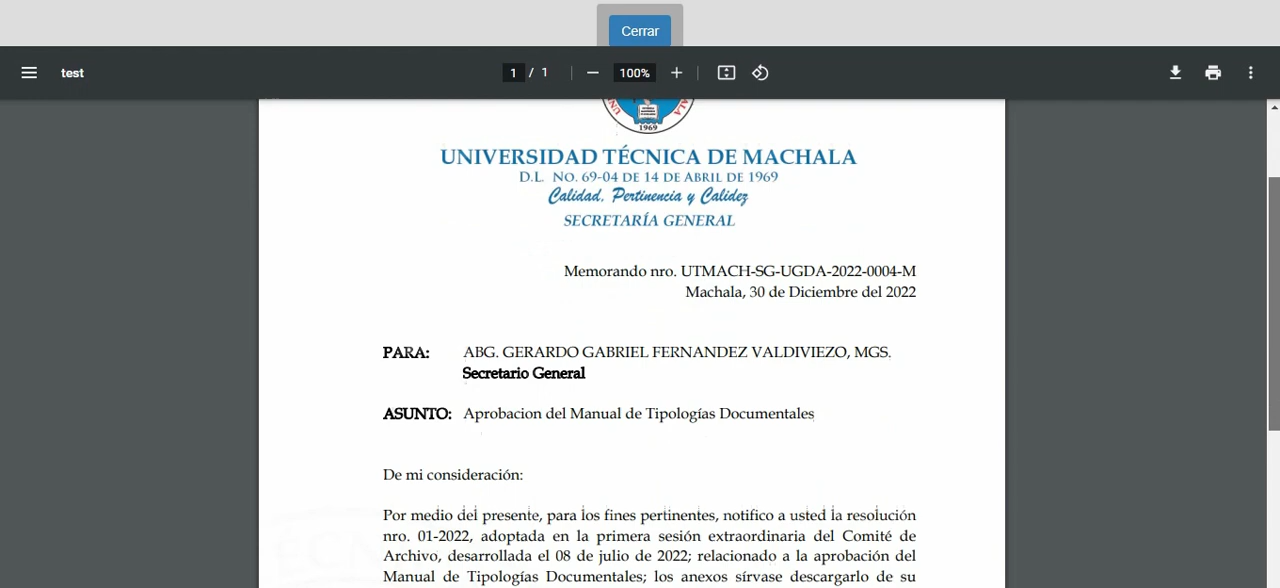 Cerrar
test
1 / 1
100%
1969
UNIVERSIDAD TÉCNICA DE MACHALA
D.L. NO. 69-04 DE 14 DE ABRIL DE 1969
Calidad, Pertinencia y Calidez
SECRETARÍA GENERAL
Memorando nro. UTMACH-SG-UGDA-2022-0004-M
Machala, 30 de Diciembre del 2022
PARA: ABG. GERARDO GABRIEL FERNANDEZ VALDIVIEZO, MGS.
Secretario General
ASUNTO: Aprobacion del Manual de Tipologías Documentales
De mi consideración:
Por medio del presente, para los fines pertinentes, notifico a usted la resolución
nro. 01-2022, adoptada en la primera sesión extraordinaria del Comité de
Archivo, desarrollada el 08 de julio de 2022; relacionado a la aprobación del
Manual de Tipologías Documentales; los anexos sírvase descargarlo de su